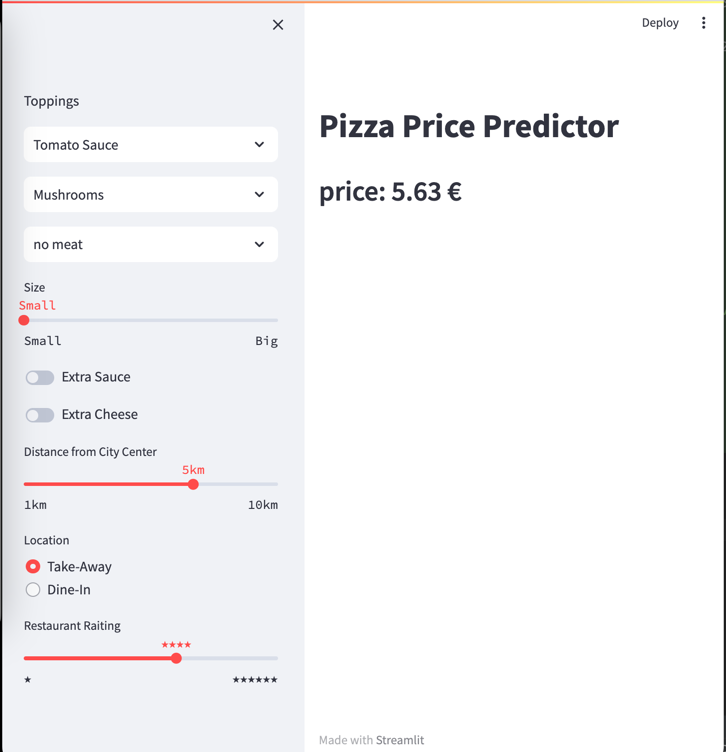 Deploy
Toppings
Tomato Sauce
Mushrooms
no meat
Size
Small
Small Big
Extra Sauce
Extra Cheese
Distance from City Center
5km
1km 10km
Location
Take-Away
Dine-In
Restaurant Raiting
★★★★
★ ★★★★★★
Pizza Price Predictor
price: 5.63 €
Made with Streamlit